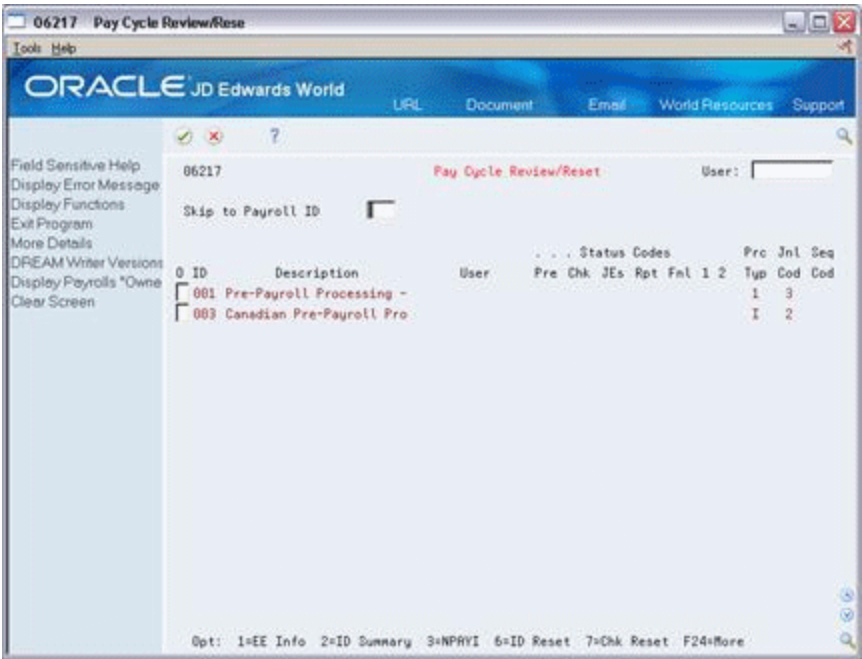 06217 Pay Cycle Review/Rese
Tools Help
ORACLE JD Edwards World
URL Document Email World Resources Support
?
Field Sensitive Help
Display Error Message
Display Functions
Exit Program
More Details
DREAM Writer Versions
Display Payrolls "Owne
Clear Screen
06217 Pay Cycle Review/Reset User:
Skip to Payroll ID
. . . Status Codes Prc Jnl Seq
O ID Description User Pre Chk JEs Rpt Fnl 1 2 Typ Cod Cod
001 Pre-Payroll Processing - 1 3
003 Canadian Pre-Payroll Pro I 2
Opt: 1=EE Info 2=ID Summary 3=NPAYI 6=ID Reset 7=Chk Reset F24=More